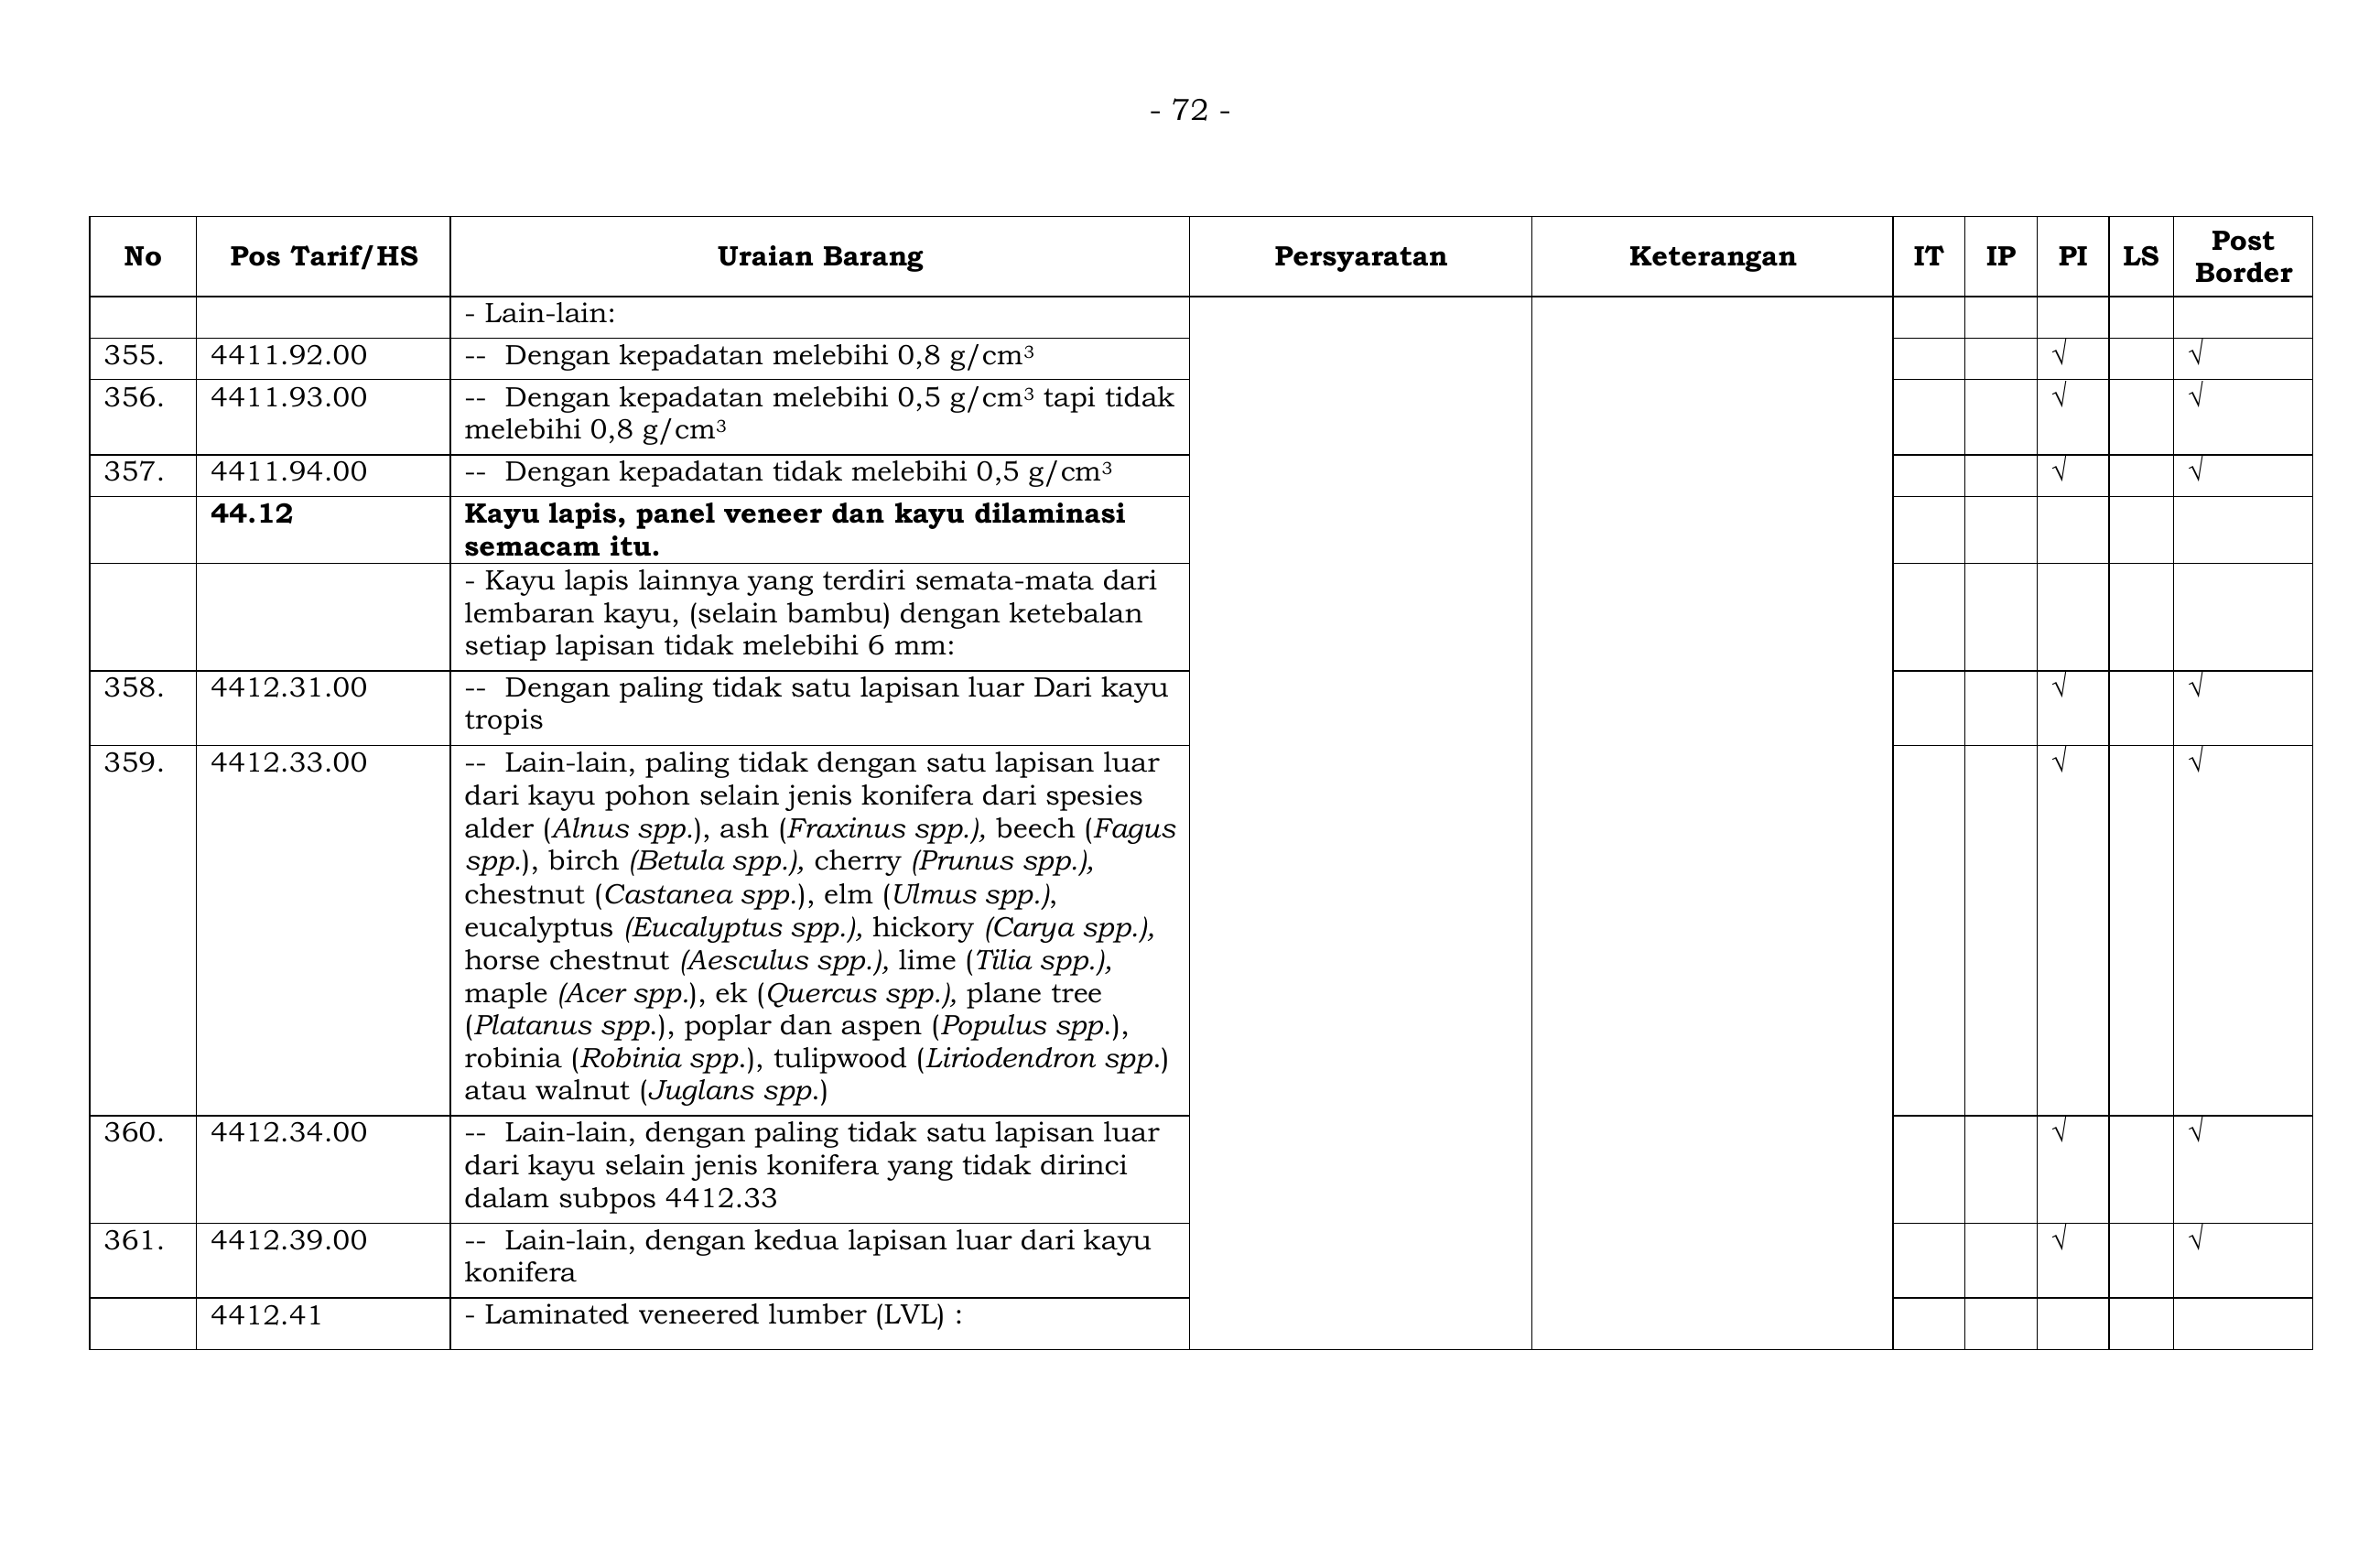 - 72 -
No Pos Tarif/HS Uraian Barang Persyaratan Keterangan IT IP PI LS Post Border
- Lain-lain:
355. 4411.92.00 -- Dengan kepadatan melebihi 0,8 g/cm³ √ √
356. 4411.93.00 -- Dengan kepadatan melebihi 0,5 g/cm³ tapi tidak √ √
melebihi 0,8 g/cm³
357. 4411.94.00 -- Dengan kepadatan tidak melebihi 0,5 g/cm³ √ √
44.12 Kayu lapis, panel veneer dan kayu dilaminasi
semacam itu.
- Kayu lapis lainnya yang terdiri semata-mata dari
lembaran kayu, (selain bambu) dengan ketebalan
setiap lapisan tidak melebihi 6 mm:
358. 4412.31.00 -- Dengan paling tidak satu lapisan luar Dari kayu √ √
tropis
359. 4412.33.00 -- Lain-lain, paling tidak dengan satu lapisan luar √ √
dari kayu pohon selain jenis konifera dari spesies
alder (Alnus spp.), ash (Fraxinus spp.), beech (Fagus
spp.), birch (Betula spp.), cherry (Prunus spp.),
chestnut (Castanea spp.), elm (Ulmus spp.),
eucalyptus (Eucalyptus spp.), hickory (Carya spp.),
horse chestnut (Aesculus spp.), lime (Tilia spp.),
maple (Acer spp.), ek (Quercus spp.), plane tree
(Platanus spp.), poplar dan aspen (Populus spp.),
robinia (Robinia spp.), tulipwood (Liriodendron spp.)
atau walnut (Juglans spp.)
360. 4412.34.00 -- Lain-lain, dengan paling tidak satu lapisan luar √ √
dari kayu selain jenis konifera yang tidak dirinci
dalam subpos 4412.33
361. 4412.39.00 -- Lain-lain, dengan kedua lapisan luar dari kayu √ √
konifera
4412.41 - Laminated veneered lumber (LVL) :